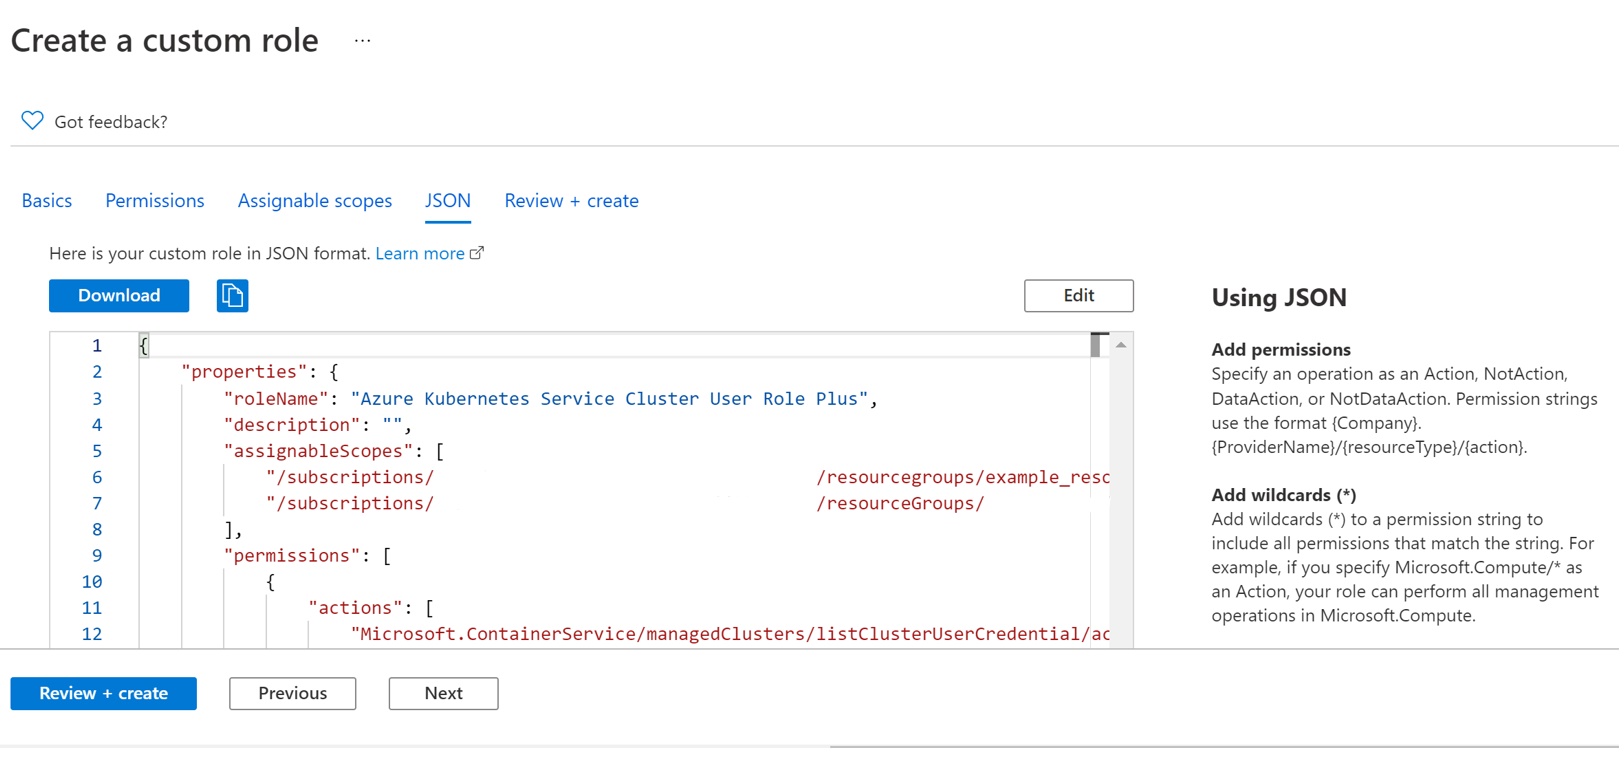 Create a custom role ...
Got feedback?
Basics Permissions Assignable scopes JSON Review + create
Here is your custom role in JSON format. Learn more
Download
Edit
1 {
2 "properties": {
3 "roleName": "Azure Kubernetes Service Cluster User Role Plus",
4 "description": "",
5 "assignableScopes": [
6 "/subscriptions/ /resourcegroups/example_reso
7 "/subscriptions/ /resourceGroups/
8 ],
9 "permissions": [
10 {
11 "actions": [
12 "Microsoft.ContainerService/managedClusters/listClusterUserCredential/ac
Using JSON
Add permissions
Specify an operation as an Action, NotAction,
DataAction, or NotDataAction. Permission strings
use the format {Company}.
{ProviderName}/{resourceType}/{action}.
Add wildcards (*)
Add wildcards (*) to a permission string to
include all permissions that match the string. For
example, if you specify Microsoft.Compute/* as
an Action, your role can perform all management
operations in Microsoft.Compute.
Review + create
Previous
Next